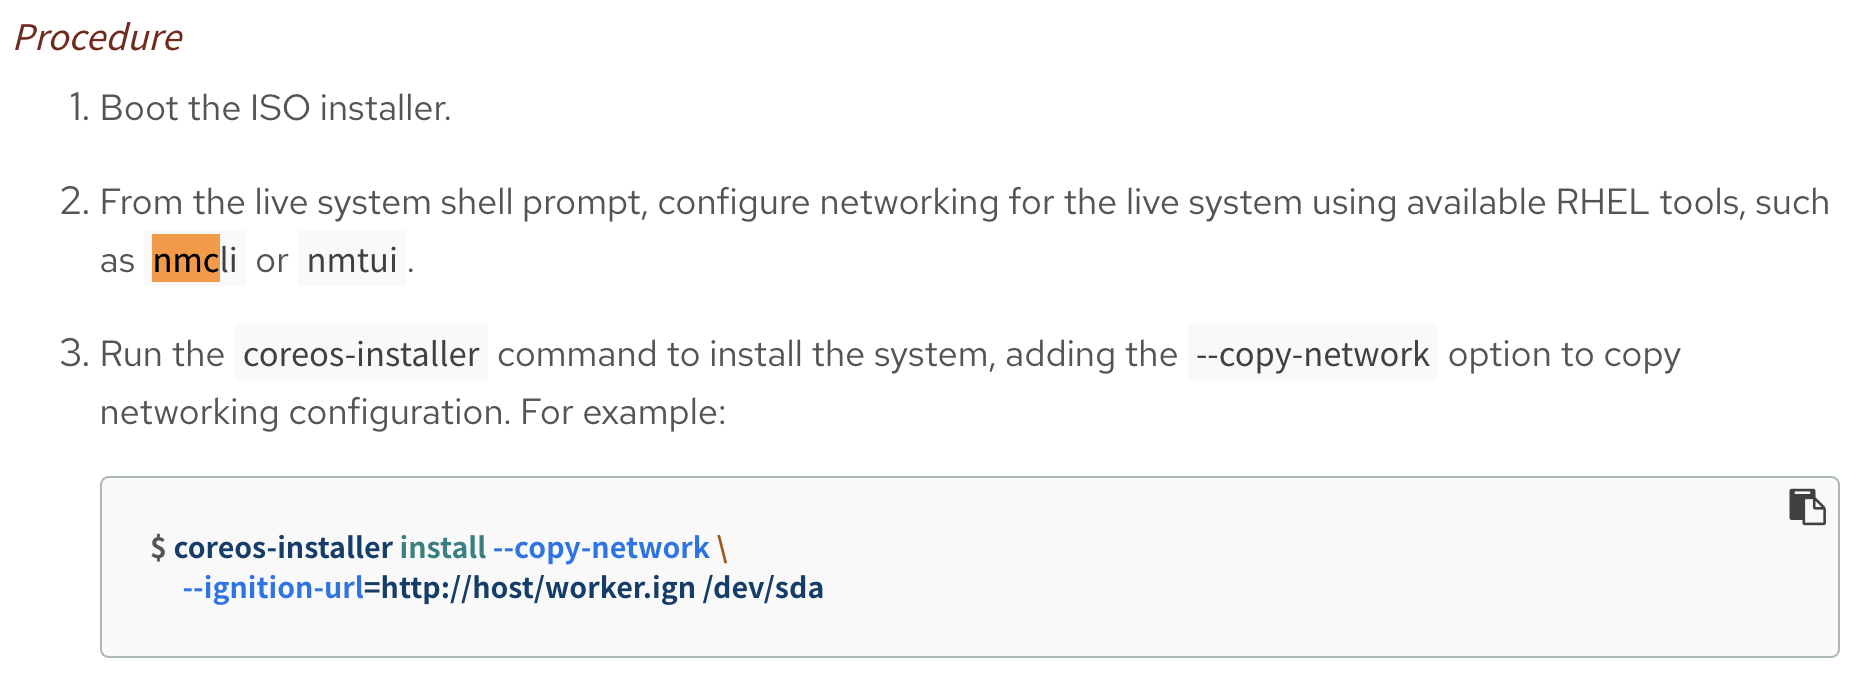 Procedure
1. Boot the ISO installer.
2. From the live system shell prompt, configure networking for the live system using available RHEL tools, such
as nmcli or nmtui .
3. Run the coreos-installer command to install the system, adding the --copy-network option to copy
networking configuration. For example:
$ coreos-installer install --copy-network \
--ignition-url=http://host/worker.ign /dev/sda